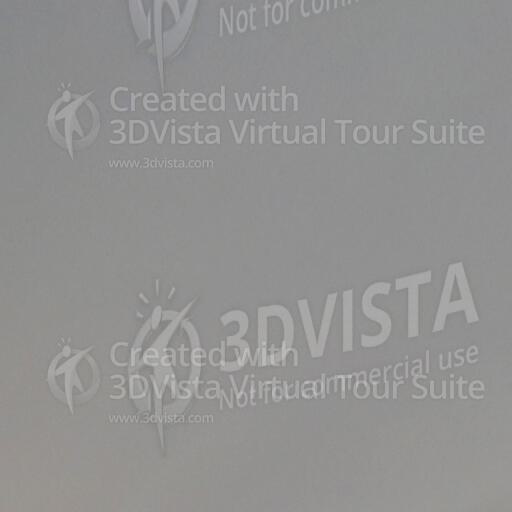 Not for comm
Created with
3DVista Virtual Tour Suite
www.3dvista.com
3DVISTA
Not for commercial use
Created with
3DVista Virtual Tour Suite
www.3dvista.com